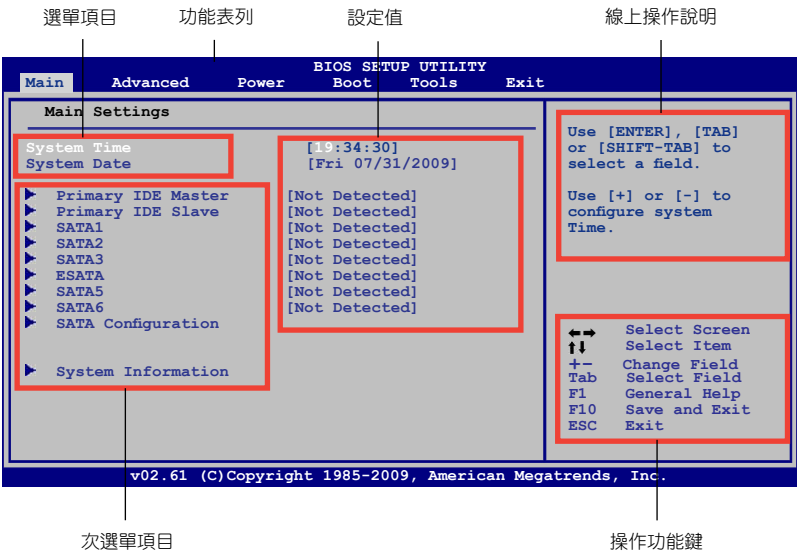 選單項目 功能表列 設定值 線上操作說明
BIOS SETUP UTILITY
Main Advanced Power Boot Tools Exit
Main Settings
System Time [19:34:30]
System Date [Fri 07/31/2009]
Primary IDE Master [Not Detected]
Primary IDE Slave [Not Detected]
SATA1 [Not Detected]
SATA2 [Not Detected]
SATA3 [Not Detected]
ESATA [Not Detected]
SATA5 [Not Detected]
SATA6 [Not Detected]
SATA Configuration
System Information
Use [ENTER], [TAB]
or [SHIFT-TAB] to
select a field.
Use [+] or [-] to
configure system
Time.
←→ Select Screen
↑↓ Select Item
+- Change Field
Tab Select Field
F1 General Help
F10 Save and Exit
ESC Exit
v02.61 (C)Copyright 1985-2009, American Megatrends, Inc.
次選單項目 操作功能鍵